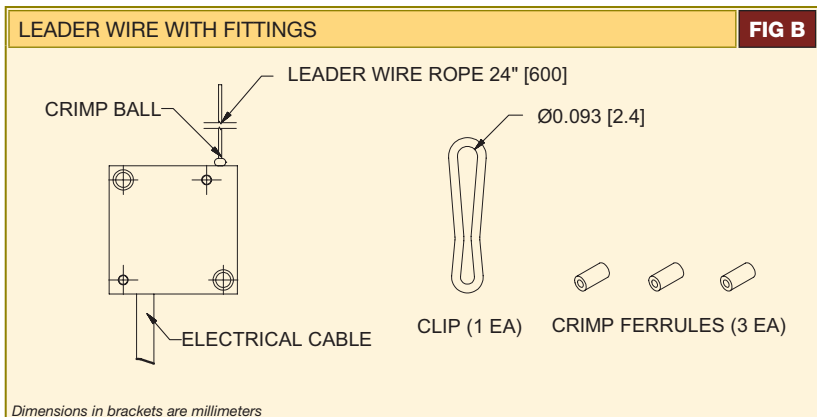 LEADER WIRE WITH FITTINGS
FIG B
LEADER WIRE ROPE 24" [600]
CRIMP BALL
Ø0.093 [2.4]
ELECTRICAL CABLE
CLIP (1 EA)
CRIMP FERRULES (3 EA)
Dimensions in brackets are millimeters